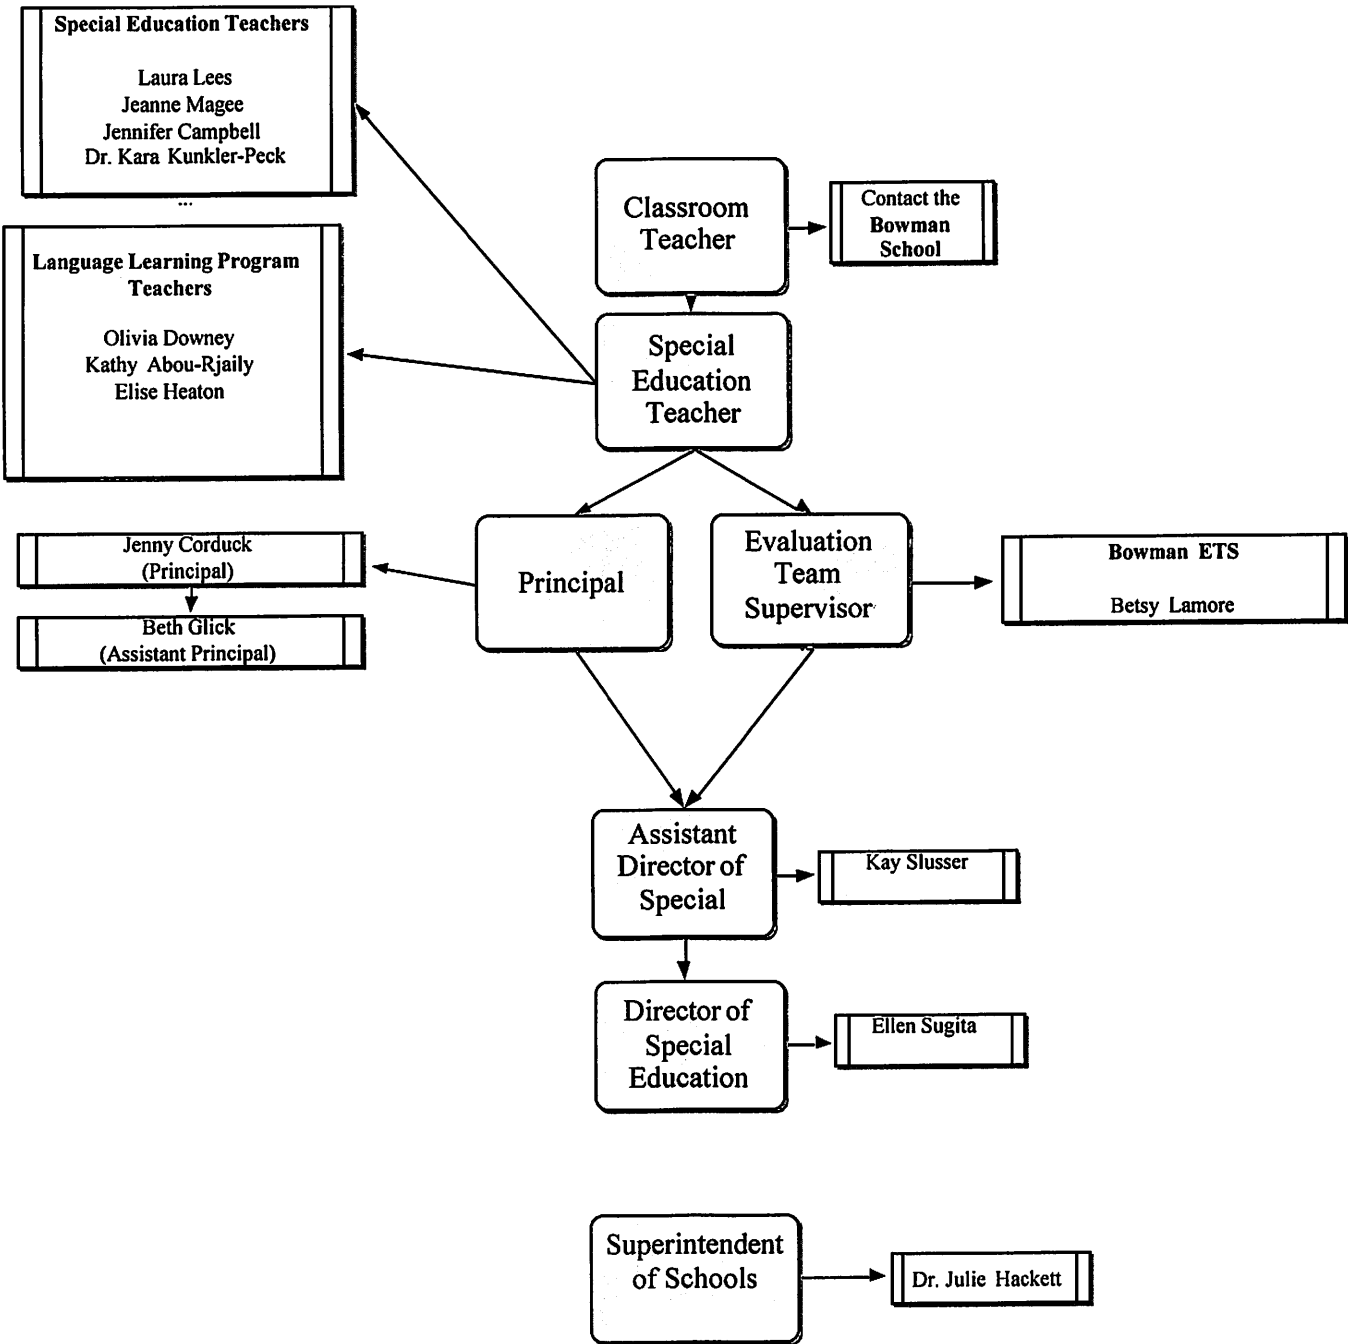 Special Education Teachers
Laura Lees
Jeanne Magee
Jennifer Campbell
Dr. Kara Kunkler-Peck
...
Language Learning Program
Teachers
Olivia Downey
Kathy Abou-Rjaily
Elise Heaton
Classroom
Teacher
Contact the
Bowman
School
Special
Education
Teacher
Jenny Corduck
(Principal)
Beth Glick
(Assistant Principal)
Principal
Evaluation
Team
Supervisor
Bowman ETS
Betsy Lamore
Assistant
Director of
Special
Kay Slusser
Director of
Special
Education
Ellen Sugita
Superintendent
of Schools
Dr. Julie Hackett